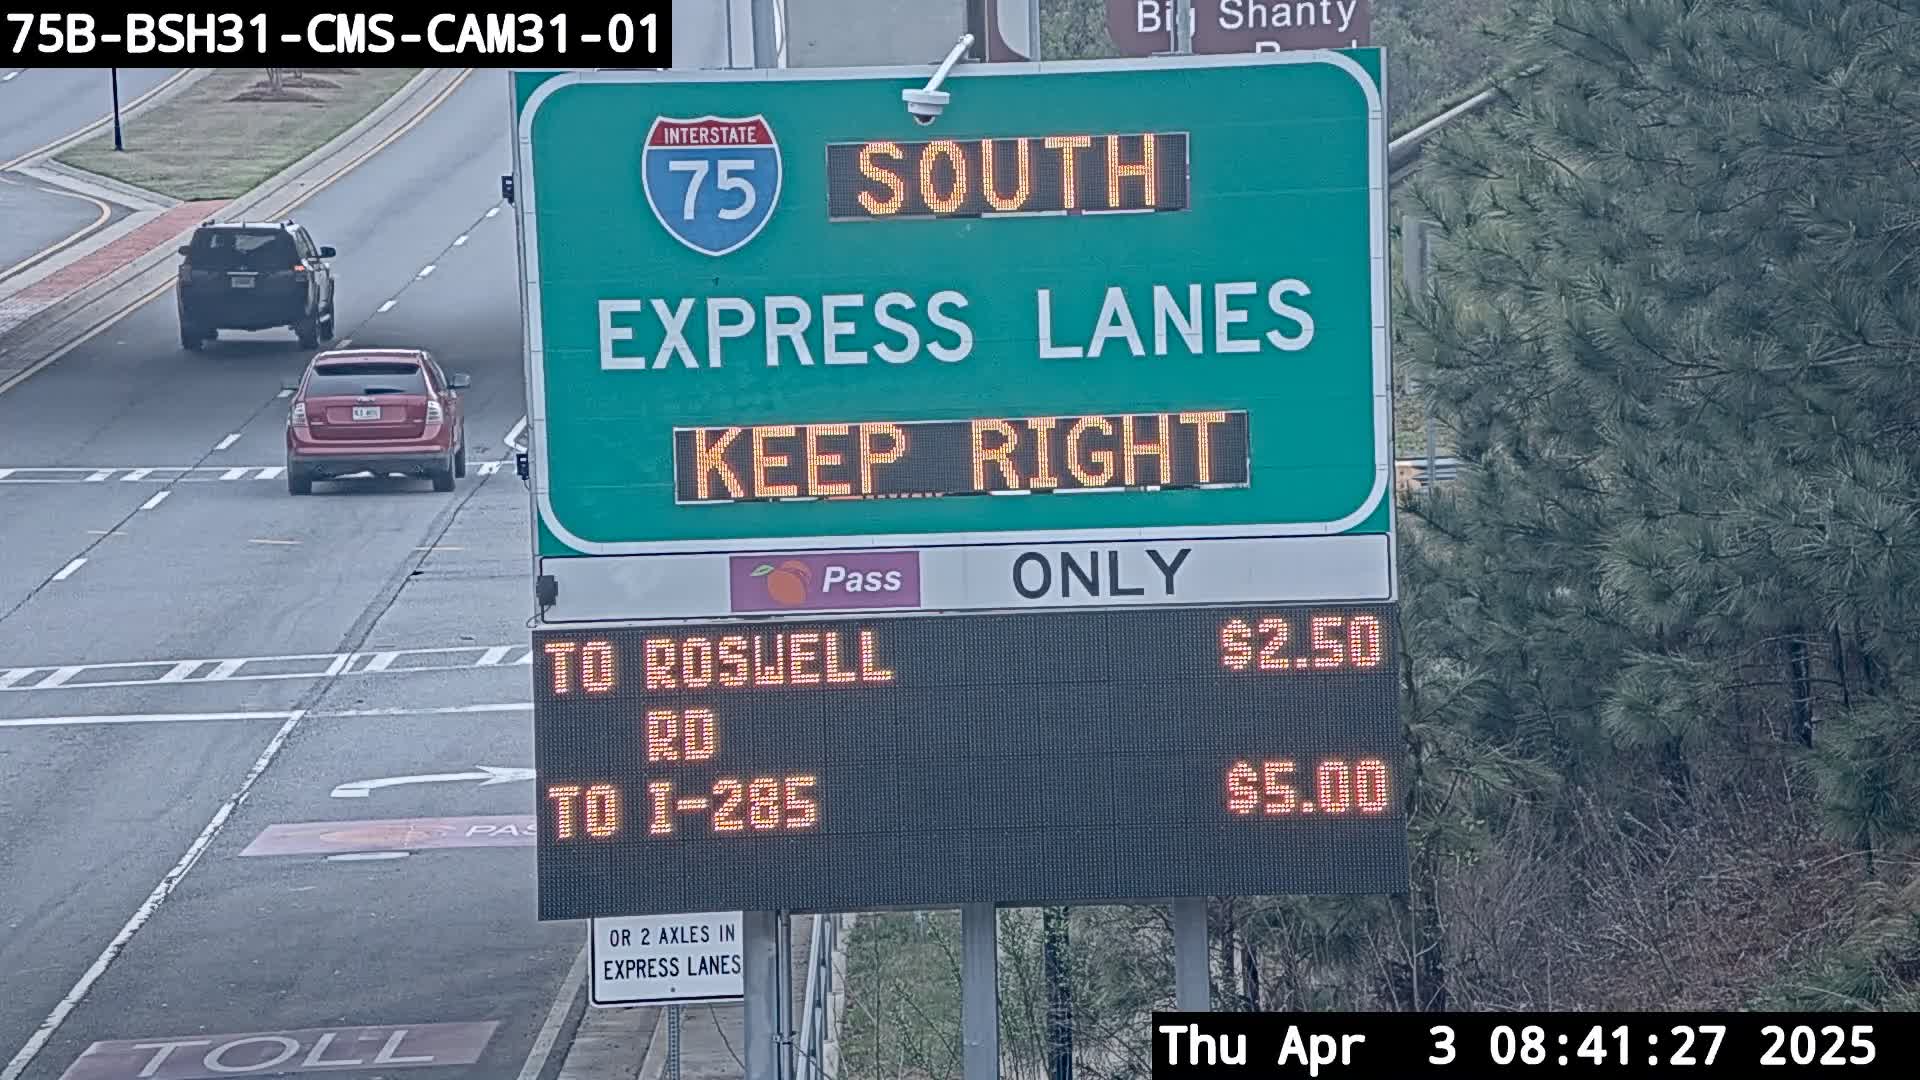 75B-BSH31-CMS-CAM31-01
Big Shanty
INTERSTATE
75
SOUTH
EXPRESS LANES
KEEP RIGHT
Pass ONLY
TO ROSWELL $2.50
RD
TO I-285 $5.00
OR 2 AXLES IN
EXPRESS LANES
TOLL
Thu Apr 3 08:41:27 2025